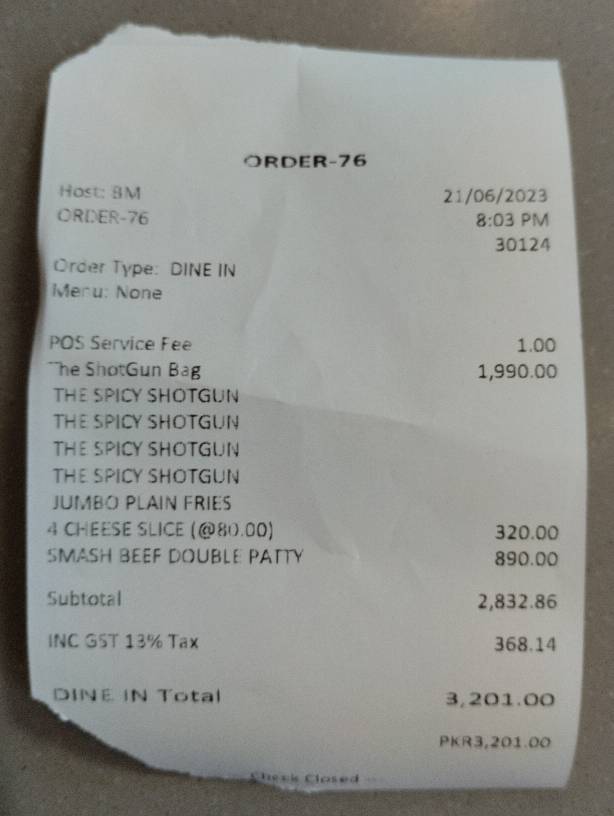 ORDER-76
Host: BM 21/06/2023
ORDER-76 8:03 PM
30124
Order Type: DINE IN
Menu: None
POS Service Fee 1.00
The ShotGun Bag 1,990.00
THE SPICY SHOTGUN
THE SPICY SHOTGUN
THE SPICY SHOTGUN
THE SPICY SHOTGUN
JUMBO PLAIN FRIES
4 CHEESE SLICE (@80.00) 320.00
SMASH BEEF DOUBLE PATTY 890.00
Subtotal 2,832.86
INC GST 13% Tax 368.14
DINE IN Total 3,201.00
PKR3,201.00
Check Closed